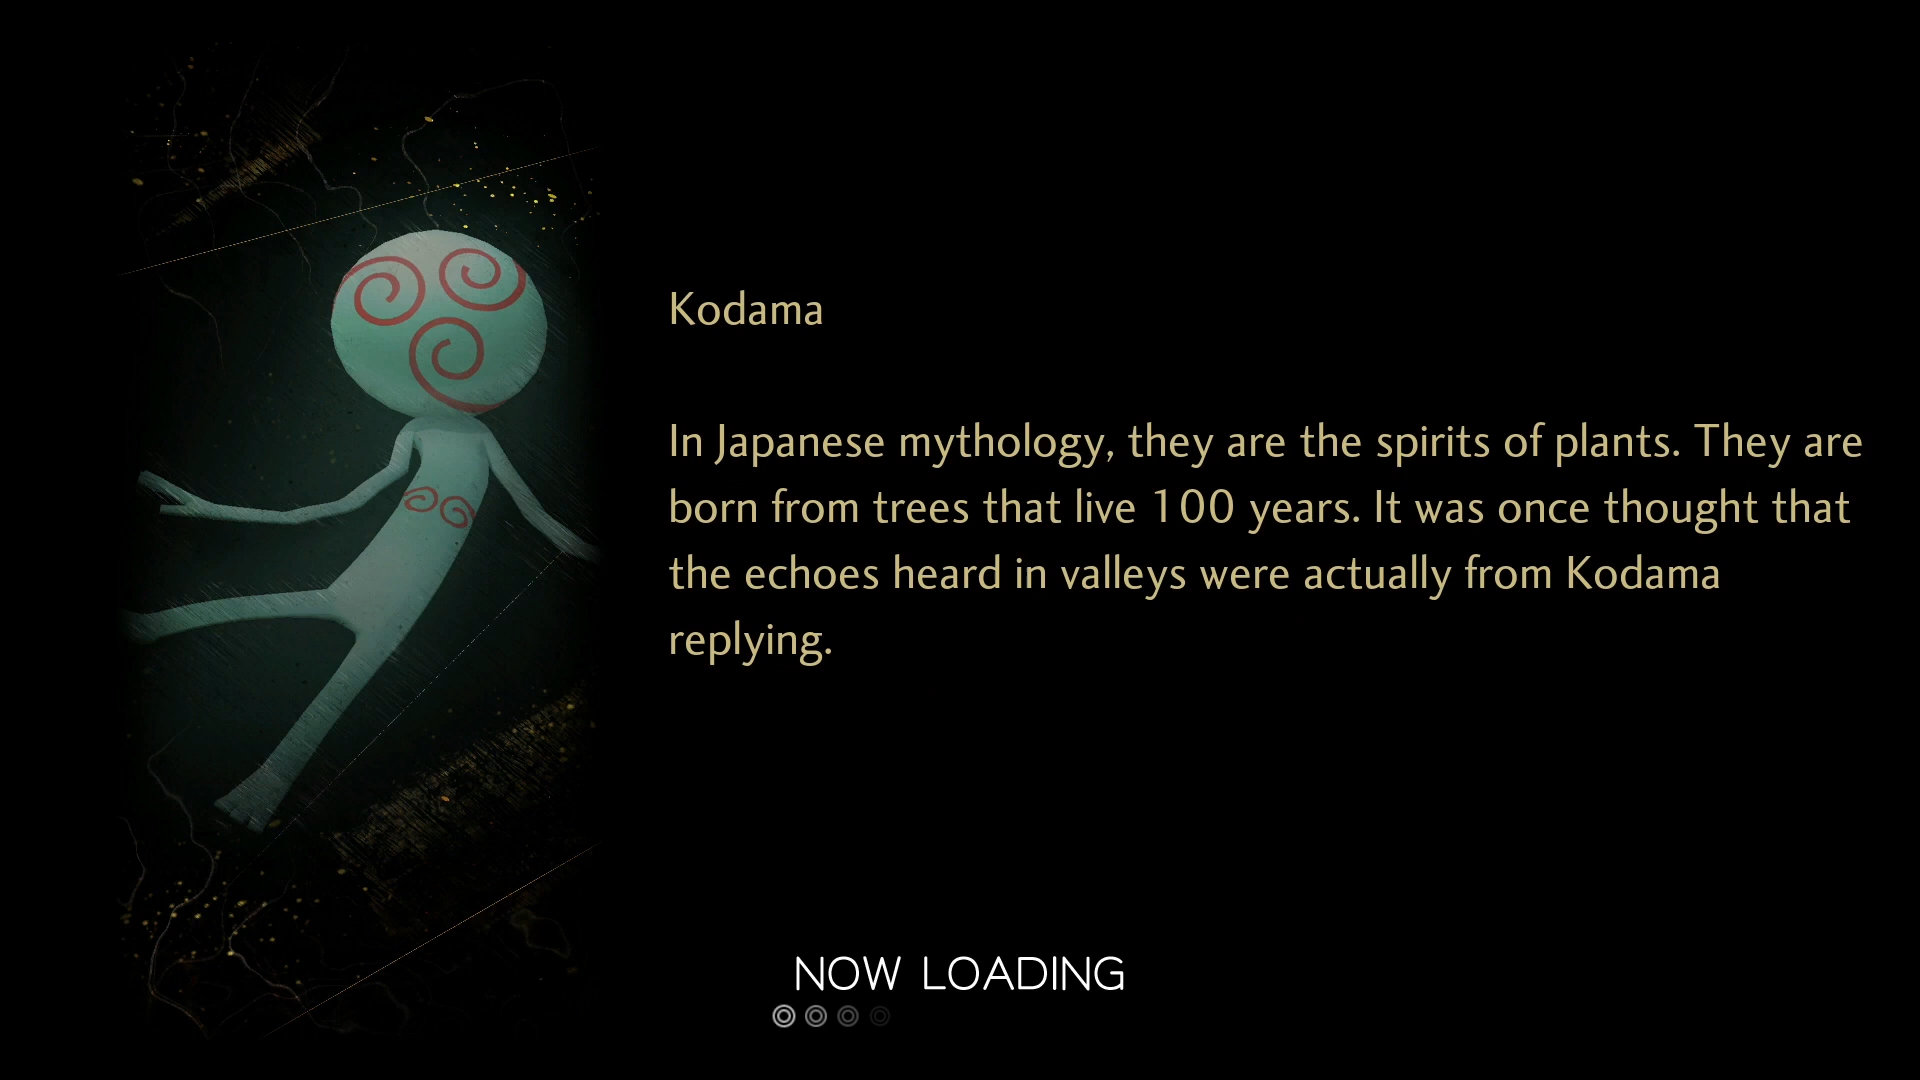 Kodama
In Japanese mythology, they are the spirits of plants. They are
born from trees that live 100 years. It was once thought that
the echoes heard in valleys were actually from Kodama
replying.
NOW LOADING